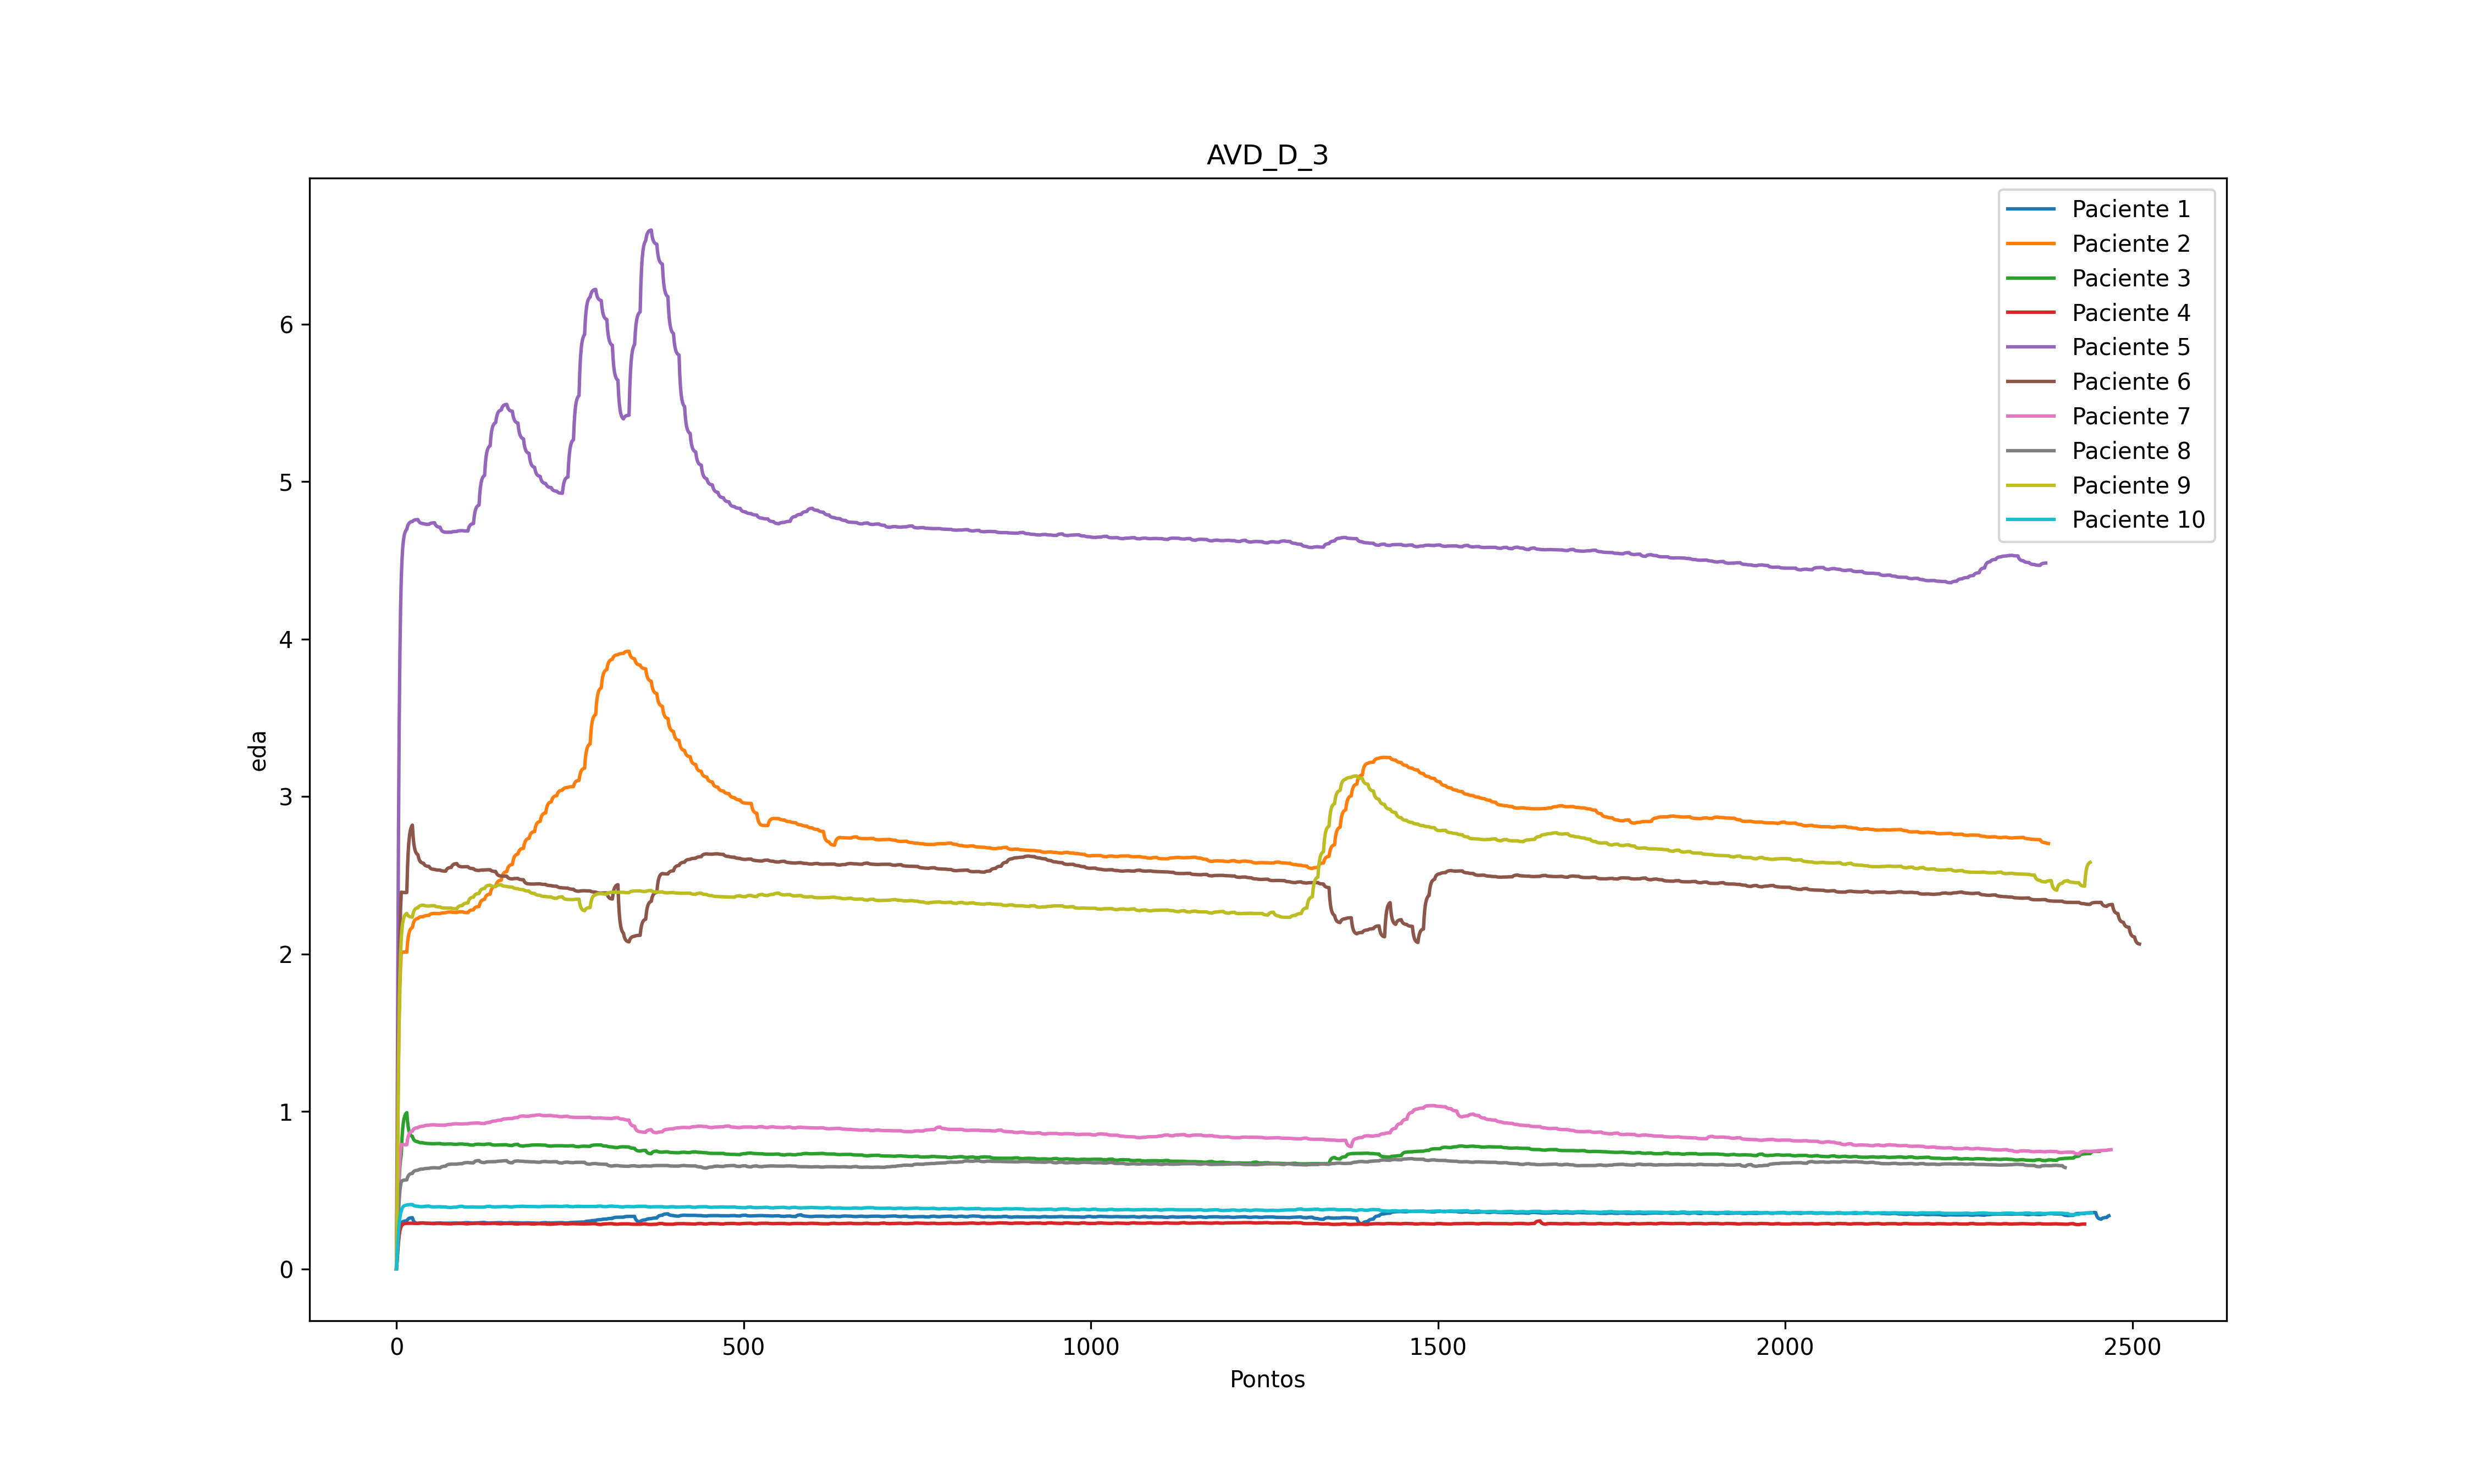 AVD_D_3
Paciente 1
Paciente 2
Paciente 3
Paciente 4
Paciente 5
Paciente 6
Paciente 7
Paciente 8
Paciente 9
Paciente 10
6
5
4
3
2
1
0
eda
0 500 1000 1500 2000 2500
Pontos